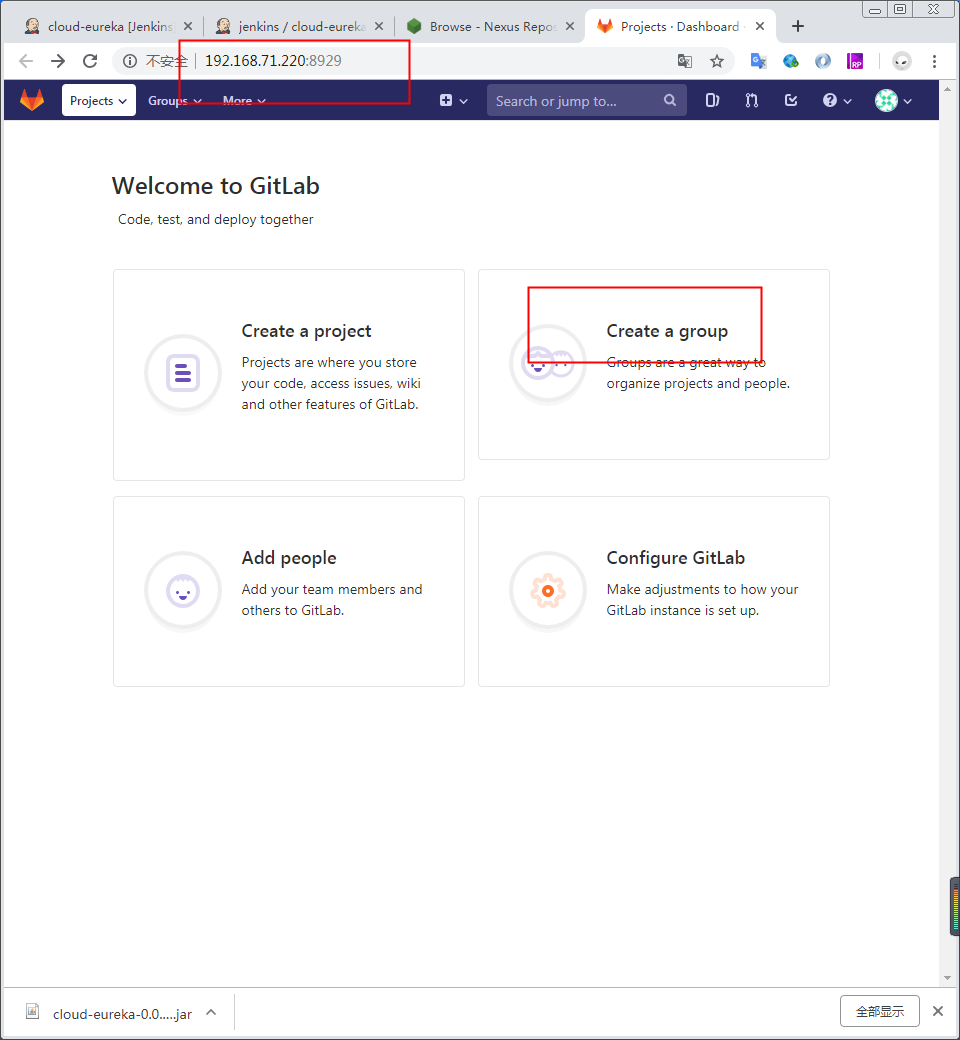 cloud-eureka [Jenkins]
jenkins / cloud-eureka
Browse - Nexus Repos
Projects · Dashboard ·
不安全 192.168.71.220:8929
Projects Groups More Search or jump to...
Welcome to GitLab
Code, test, and deploy together
Create a project
Projects are where you store
your code, access issues, wiki
and other features of GitLab.
Create a group
Groups are a great way to
organize projects and people.
Add people
Add your team members and
others to GitLab.
Configure GitLab
Make adjustments to how your
GitLab instance is set up.
cloud-eureka-0.0.....jar
全部显示